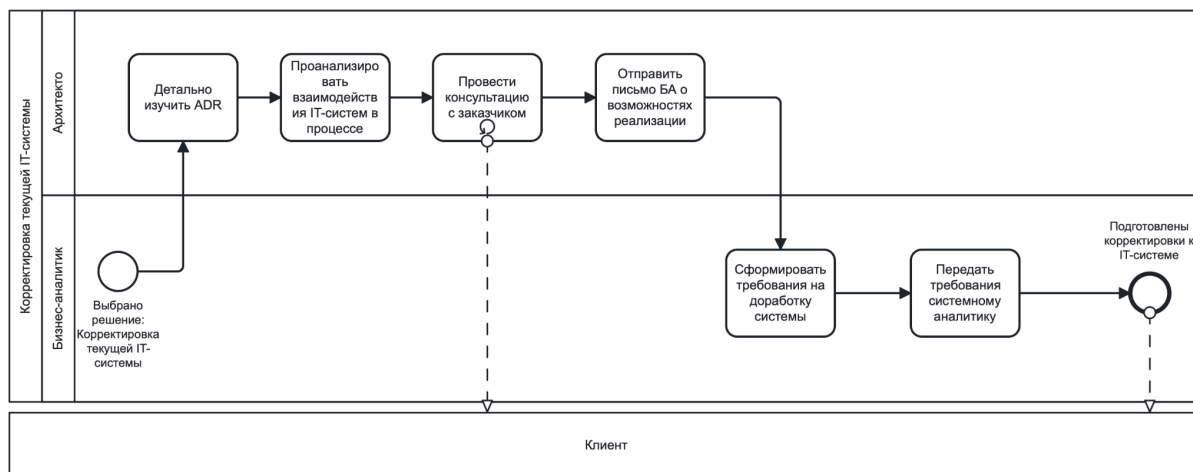 Корректировка текущей IT-системы
Архитекто
Детально
изучить ADR
Проанализиро
вать
взаимодейств
ия IT-систем в
процессе
Провести
консультацию
с заказчиком
Отправить
письмо БА о
возможностях
реализации
Бизнес-аналитик
Выбрано
решение:
Корректировка
текущей IT-
системы
Сформировать
требования на
доработку
системы
Передать
требования
системному
аналитику
Подготовлены
корректировки к
IT-системе
Клиент